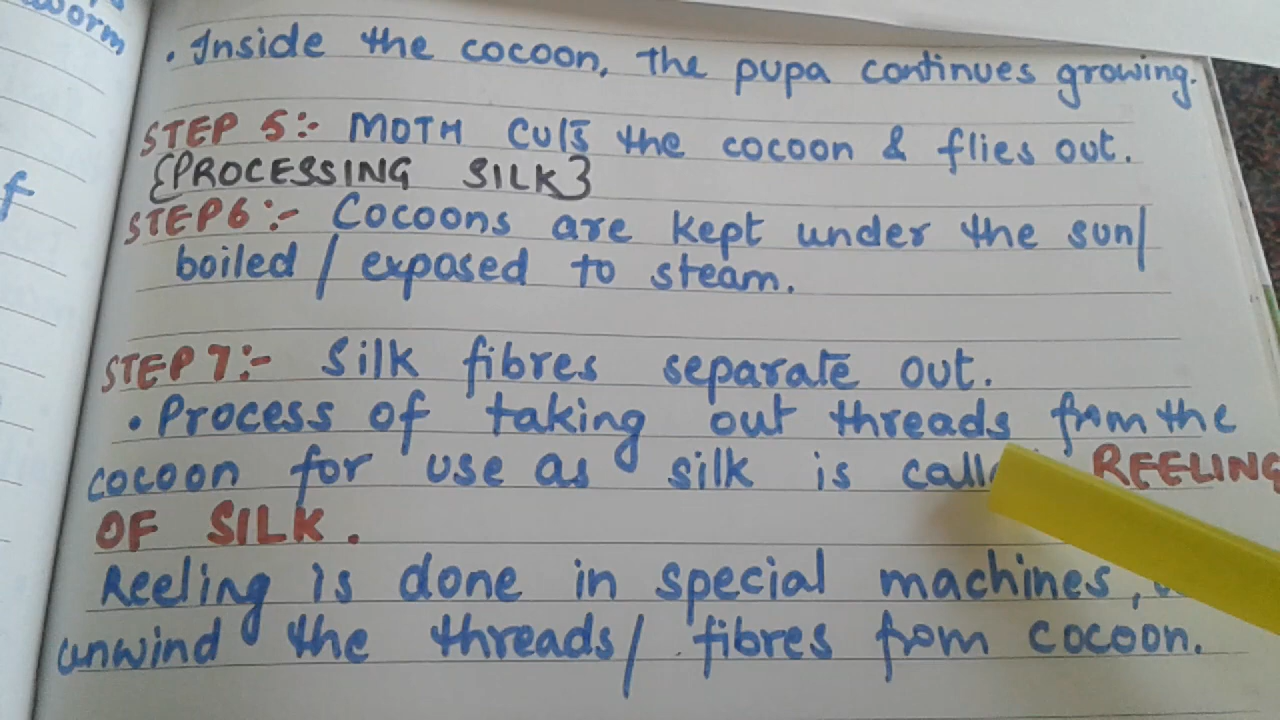 worm
f
• Inside the cocoon, the pupa continues growing.
STEP 5:- MOTH cuts the cocoon & flies out.
{PROCESSING SILK}
STEP 6:- Cocoons are kept under the sun/
boiled / exposed to steam.
STEP 7:- Silk fibres separate out.
• Process of taking out threads from the
cocoon for use as silk is REELING
OF SILK.
Reeling is done in special machines,
unwind the threads/ fibres from cocoon.